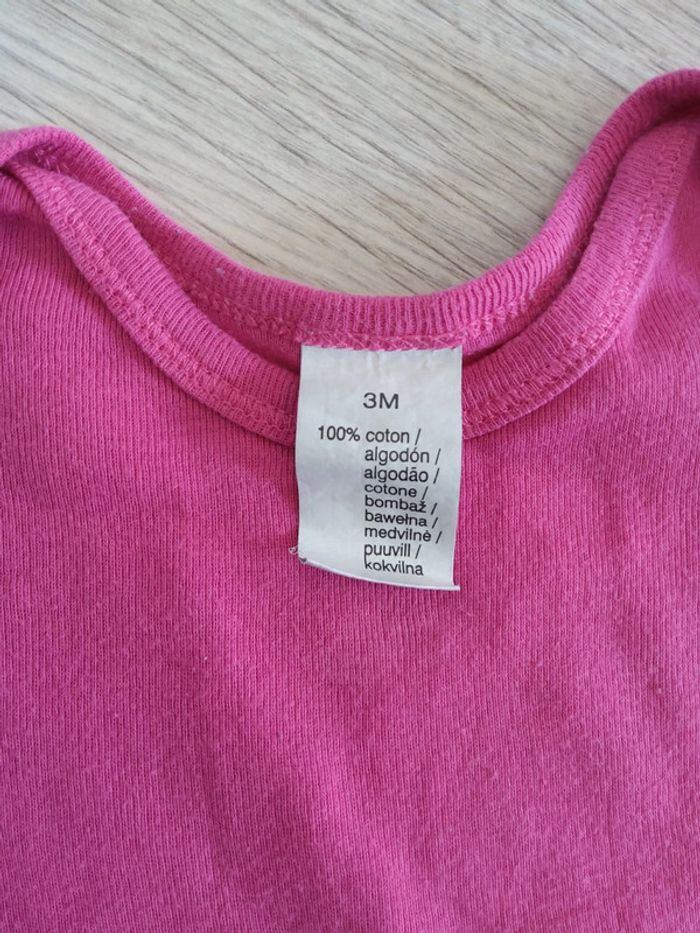 3M
100% coton /
algodón /
algodão /
cotone /
bombaž /
bawełna /
medvilnė /
puuvill /
kokvilna